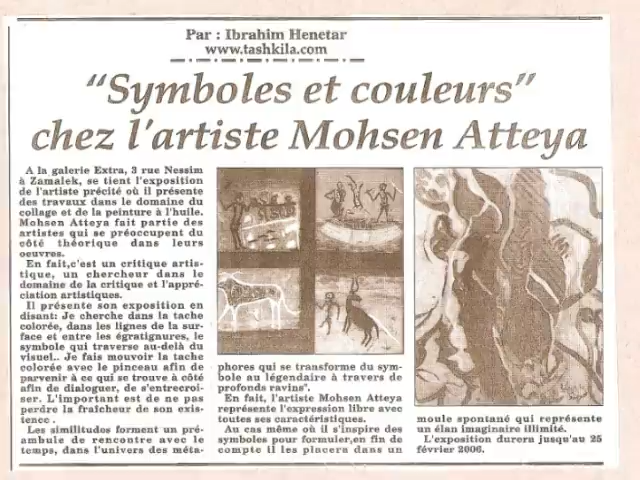 Par : Ibrahim Henetar
www.tashkila.com
“Symboles et couleurs”
chez l'artiste Mohsen Atteya
A la galerie Extra, 3 rue Nessim
à Zamalek, se tient l'exposition
de l'artiste précité où il présente
des travaux dans le domaine du
collage et de la peinture à l'huile.
Mohsen Atteya fait partie des
artistes qui se préoccupent du
côté théorique dans leurs
oeuvres.
En fait,c'est un critique artis-
tique, un chercheur dans le
domaine de la critique et l'appré-
ciation artistiques.
Il présente son exposition en
disant: Je cherche dans la tache
colorée, dans les lignes de la sur-
face et entre les égratignures, le
symbole qui traverse au-delà du
visuel.. Je fais mouvoir la tache
colorée avec le pinceau afin de
parvenir à ce qui se trouve à côté
afin de dialoguer, de s'entrecroi-
ser. L'important est de ne pas
perdre la fraîcheur de son exis-
tence .
Les similitudes forment un pré-
ambule de rencontre avec le
temps, dans l'univers des méta-
phores qui se transforme du sym-
bole au légendaire à travers de
profonds ravins".
En fait, l'artiste Mohsen Atteya
représente l'expression libre avec
toutes ses caractéristiques.
Au cas même où il s'inspire des
symboles pour formuler,en fin de
compte il les placera dans un
moule spontané qui représente
un élan imaginaire illimité.
L'exposition durera jusqu'au 25
février 2006.